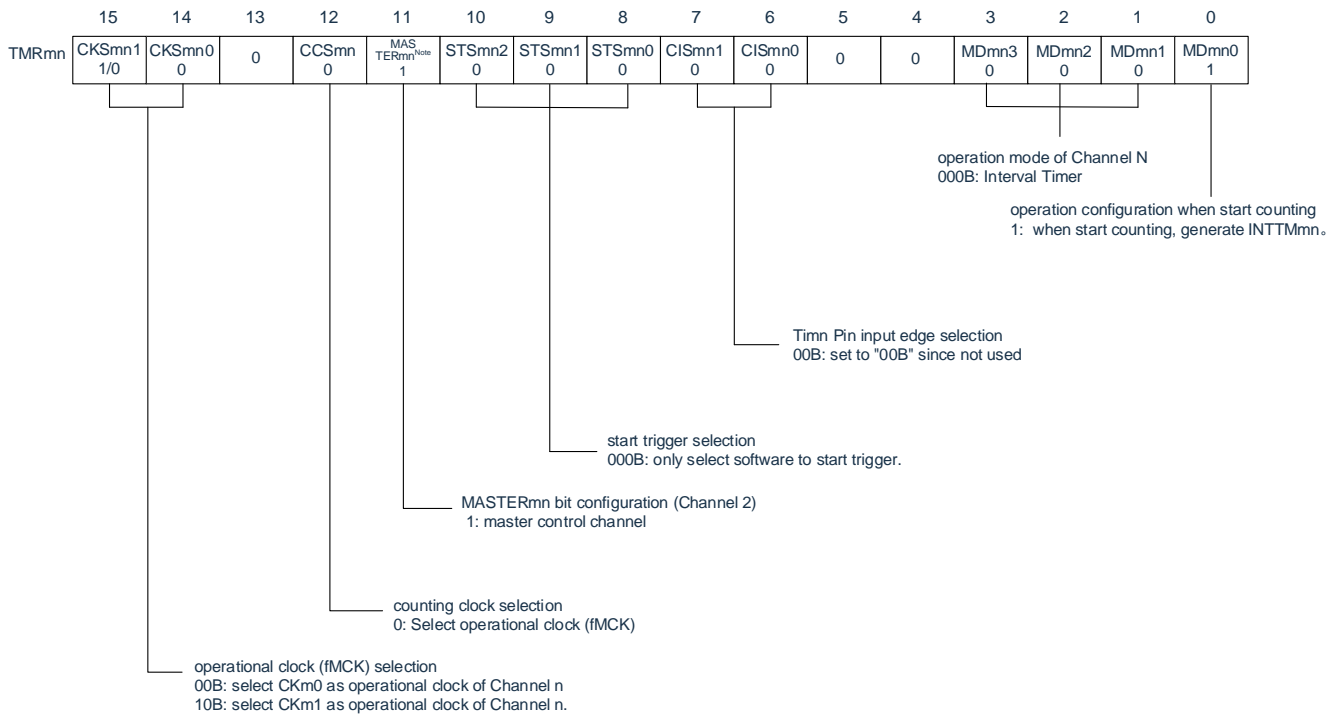 15 14 13 12 11 10 9 8 7 6 5 4 3 2 1 0
TMRmn CKSmn1 CKSmn0 0 CCSmn MAS STSmn2 STSmn1 STSmn0 CISmn1 CISmn0 0 0 MDmn3 MDmn2 MDmn1 MDmn0
TERmnNote
1/0 0 0 1 0 0 0 0 0 0 0 0 1
operation mode of Channel N
000B: Interval Timer
operation configuration when start counting
1: when start counting, generate INTTMmn。
Timn Pin input edge selection
00B: set to "00B" since not used
start trigger selection
000B: only select software to start trigger.
MASTERmn bit configuration (Channel 2)
1: master control channel
counting clock selection
0: Select operational clock (fMCK)
operational clock (fMCK) selection
00B: select CKm0 as operational clock of Channel n
10B: select CKm1 as operational clock of Channel n.